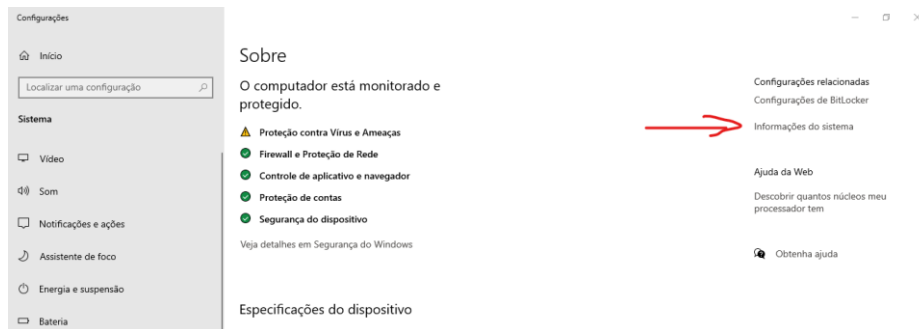 Configurações
Início
Localizar uma configuração
Sistema
Vídeo
Som
Notificações e ações
Assistente de foco
Energia e suspensão
Bateria
Sobre
O computador está monitorado e
protegido.
Proteção contra Vírus e Ameaças
Firewall e Proteção de Rede
Controle de aplicativo e navegador
Proteção de contas
Segurança do dispositivo
Veja detalhes em Segurança do Windows
Especificações do dispositivo
Configurações relacionadas
Configurações de BitLocker
Informações do sistema
Ajuda da Web
Descobrir quantos núcleos meu
processador tem
Obtenha ajuda